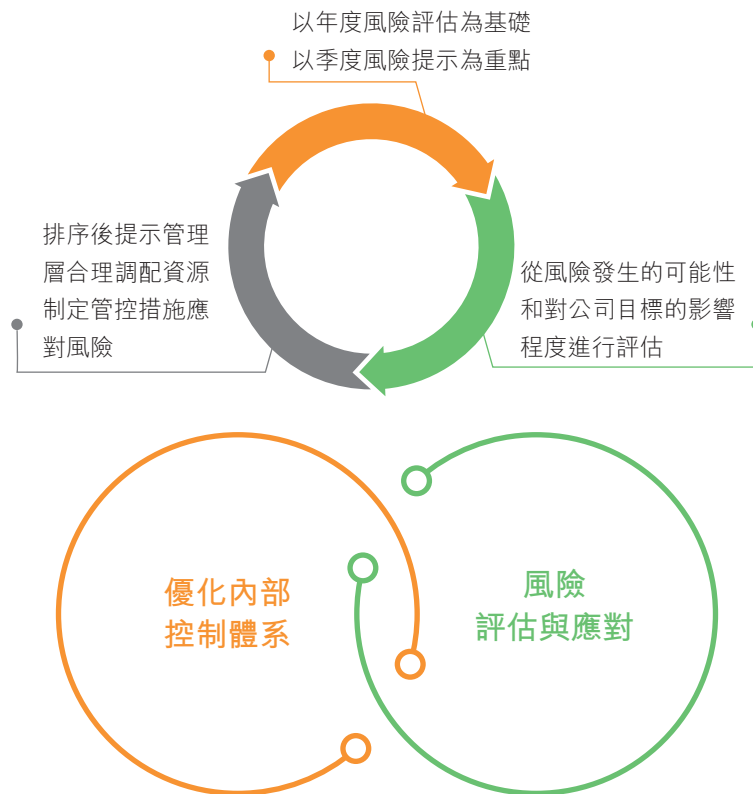 以年度風險評估為基礎
以季度風險提示為重點
排序後提示管理
層合理調配資源
制定管控措施應
對風險
從風險發生的可能性
和對公司目標的影響
程度進行評估
優化內部
控制體系
風險
評估與應對